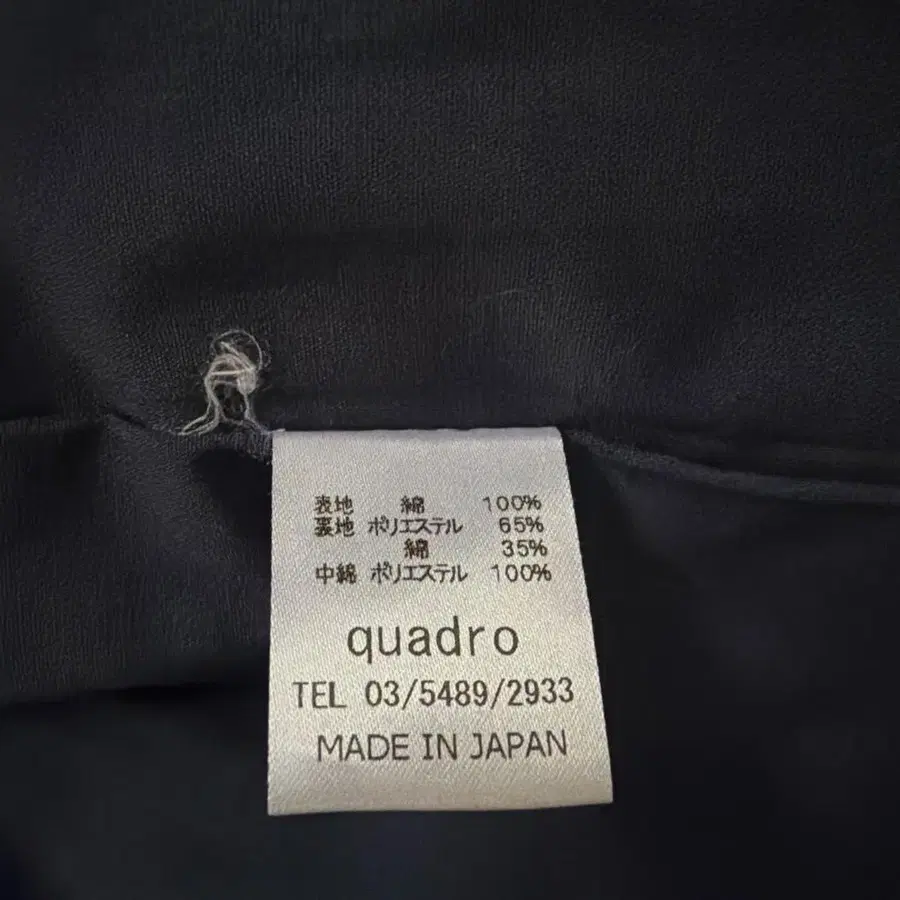 表地 綿 100%
裏地 ポリエステル 65%
綿 35%
中綿 ポリエステル 100%
quadro
TEL 03/5489/2933
MADE IN JAPAN